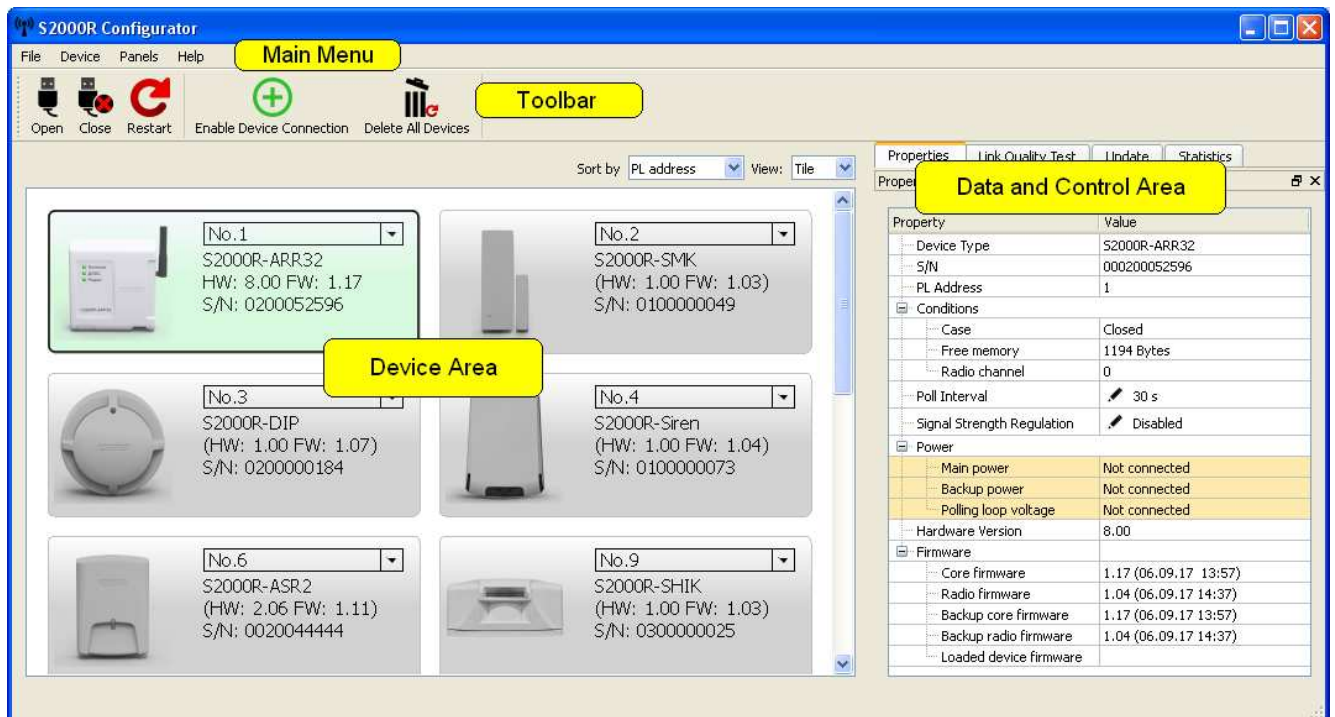 S2000R Configurator
File Device Panels Help
Main Menu
Open Close Restart Enable Device Connection Delete All Devices
Toolbar
Sort by PL address View: Tile
No.1
S2000R-ARR32
HW: 8.00 FW: 1.17
S/N: 0200052596
No.2
S2000R-SMK
(HW: 1.00 FW: 1.03)
S/N: 0100000049
Device Area
No.3
S2000R-DIP
(HW: 1.00 FW: 1.07)
S/N: 0200000184
No.4
S2000R-Siren
(HW: 1.00 FW: 1.04)
S/N: 0100000073
No.6
S2000R-ASR2
(HW: 2.06 FW: 1.11)
S/N: 0020044444
No.9
S2000R-SHIK
(HW: 1.00 FW: 1.03)
S/N: 0300000025
Properties Link Quality Test Update Statistics
Data and Control Area
Property Value
Device Type S2000R-ARR32
S/N 000200052596
PL Address 1
Conditions
Case Closed
Free memory 1194 Bytes
Radio channel 0
Poll Interval 30 s
Signal Strength Regulation Disabled
Power
Main power Not connected
Backup power Not connected
Polling loop voltage Not connected
Hardware Version 8.00
Firmware
Core firmware 1.17 (06.09.17 13:57)
Radio firmware 1.04 (06.09.17 14:37)
Backup core firmware 1.17 (06.09.17 13:57)
Backup radio firmware 1.04 (06.09.17 14:37)
Loaded device firmware